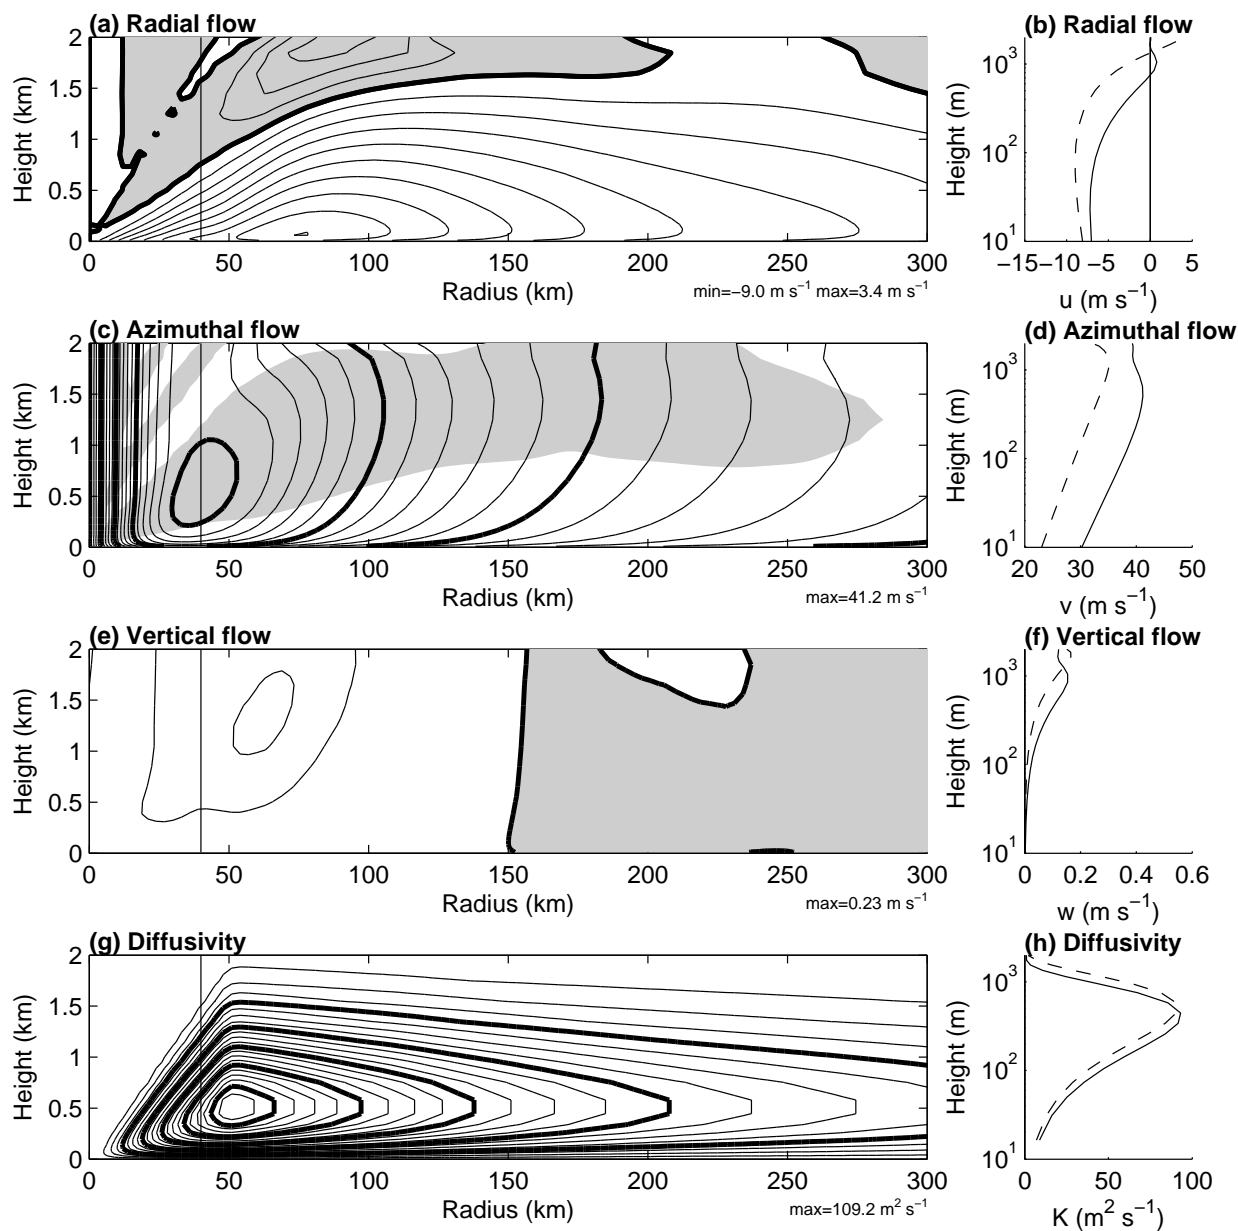 (a) Radial flow
(b) Radial flow
2
1.5
1
0.5
0
Height (km)
0 50 100 150 200 250 300
Radius (km)
min=−9.0 m s⁻¹ max=3.4 m s⁻¹
10³
10²
10¹
Height (m)
−15 −10 −5 0 5
u (m s⁻¹)
(c) Azimuthal flow
(d) Azimuthal flow
2
1.5
1
0.5
0
Height (km)
0 50 100 150 200 250 300
Radius (km)
max=41.2 m s⁻¹
10³
10²
10¹
Height (m)
20 30 40 50
v (m s⁻¹)
(e) Vertical flow
(f) Vertical flow
2
1.5
1
0.5
0
Height (km)
0 50 100 150 200 250 300
Radius (km)
max=0.23 m s⁻¹
10³
10²
10¹
Height (m)
0 0.2 0.4 0.6
w (m s⁻¹)
(g) Diffusivity
(h) Diffusivity
2
1.5
1
0.5
0
Height (km)
0 50 100 150 200 250 300
Radius (km)
max=109.2 m² s⁻¹
10³
10²
10¹
Height (m)
0 50 100
K (m² s⁻¹)